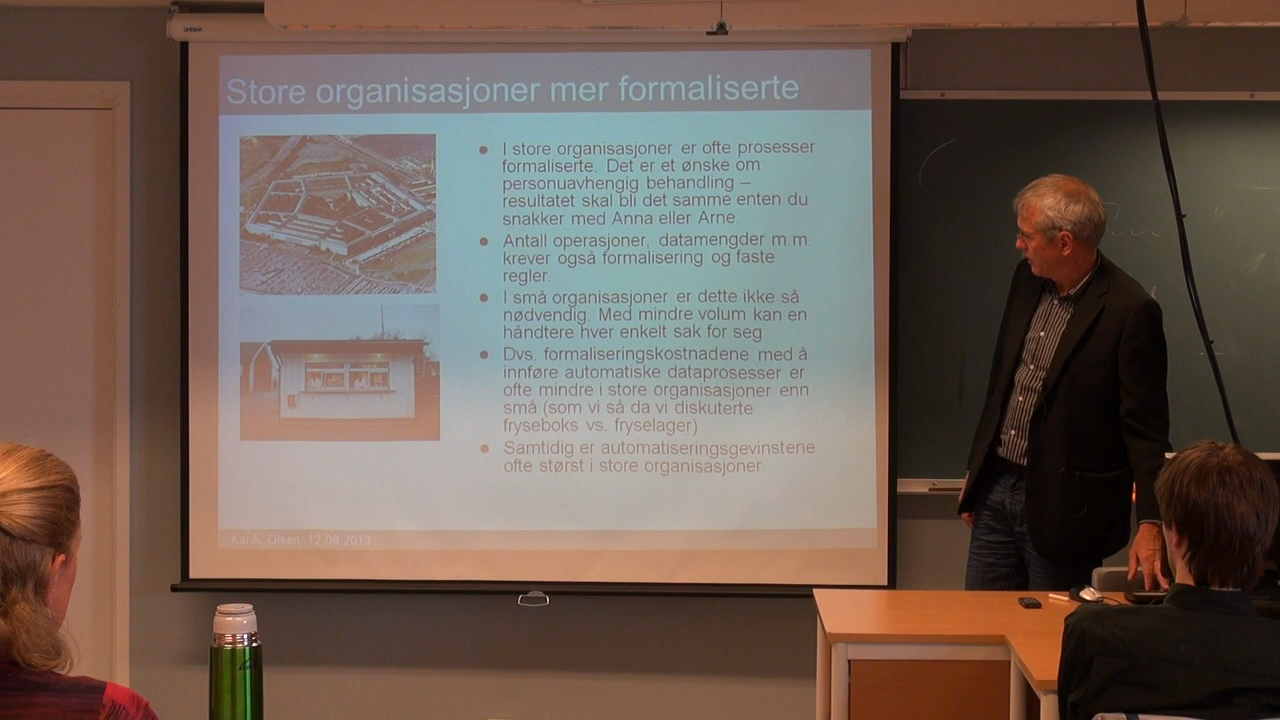 Store organisasjoner mer formaliserte
I store organisasjoner er ofte prosesser
formaliserte. Det er et ønske om
personuavhengig behandling –
resultatet skal bli det samme enten du
snakker med Anna eller Arne.
Antall operasjoner, datamengder m.m.
krever også formalisering og faste
regler.
I små organisasjoner er dette ikke så
nødvendig. Med mindre volum kan en
håndtere hver enkelt sak for seg
Dvs. formaliseringskostnadene med å
innføre automatiske dataprosesser er
ofte mindre i store organisasjoner enn
små (som vi så da vi diskuterte
fryseboks vs. fryselager)
Samtidig er automatiseringsgevinstene
ofte størst i store organisasjoner.
Kai A. Olsen, 12.09.2013